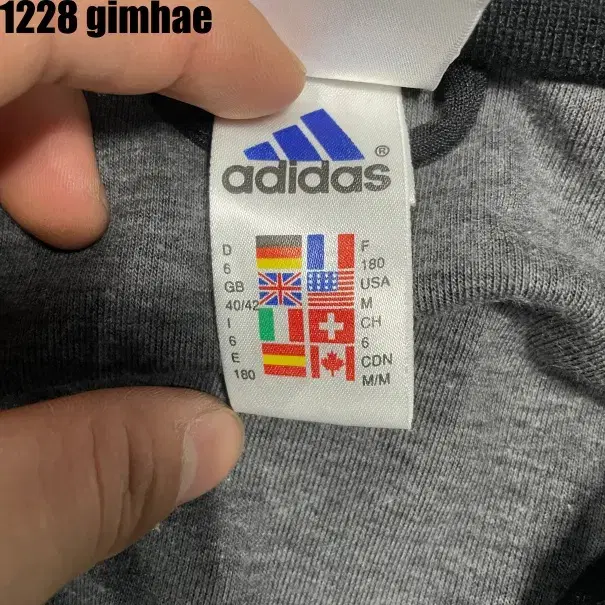 1228 gimhae
adidas®
D F
6 180
GB USA
40/42 M
I CH
6 6
E CDN
180 M/M